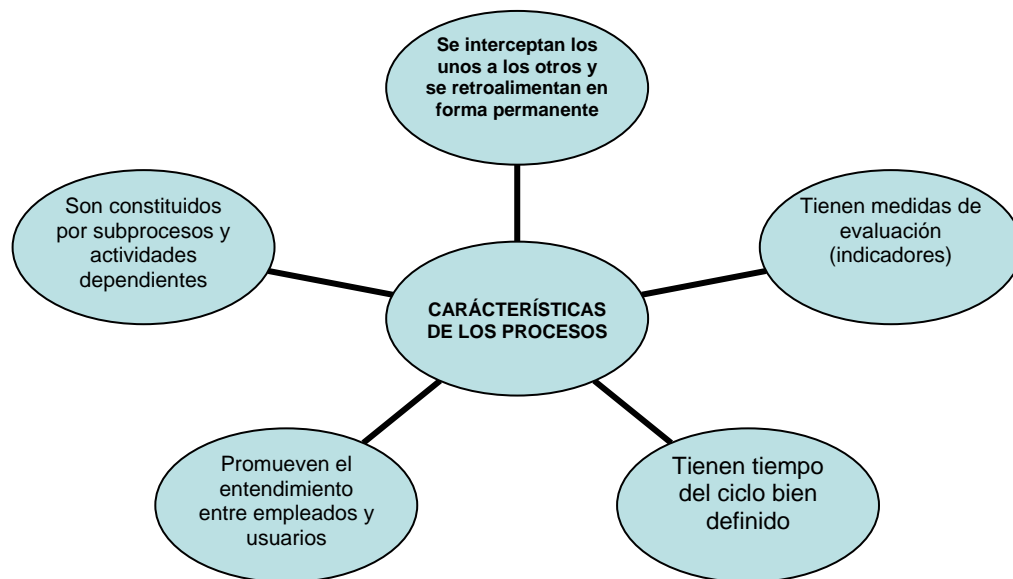 Se interceptan los
unos a los otros y
se retroalimentan en
forma permanente
Son constituidos
por subprocesos y
actividades
dependientes
Tienen medidas de
evaluación
(indicadores)
CARÁCTERÍSTICAS
DE LOS PROCESOS
Promueven el
entendimiento
entre empleados y
usuarios
Tienen tiempo
del ciclo bien
definido